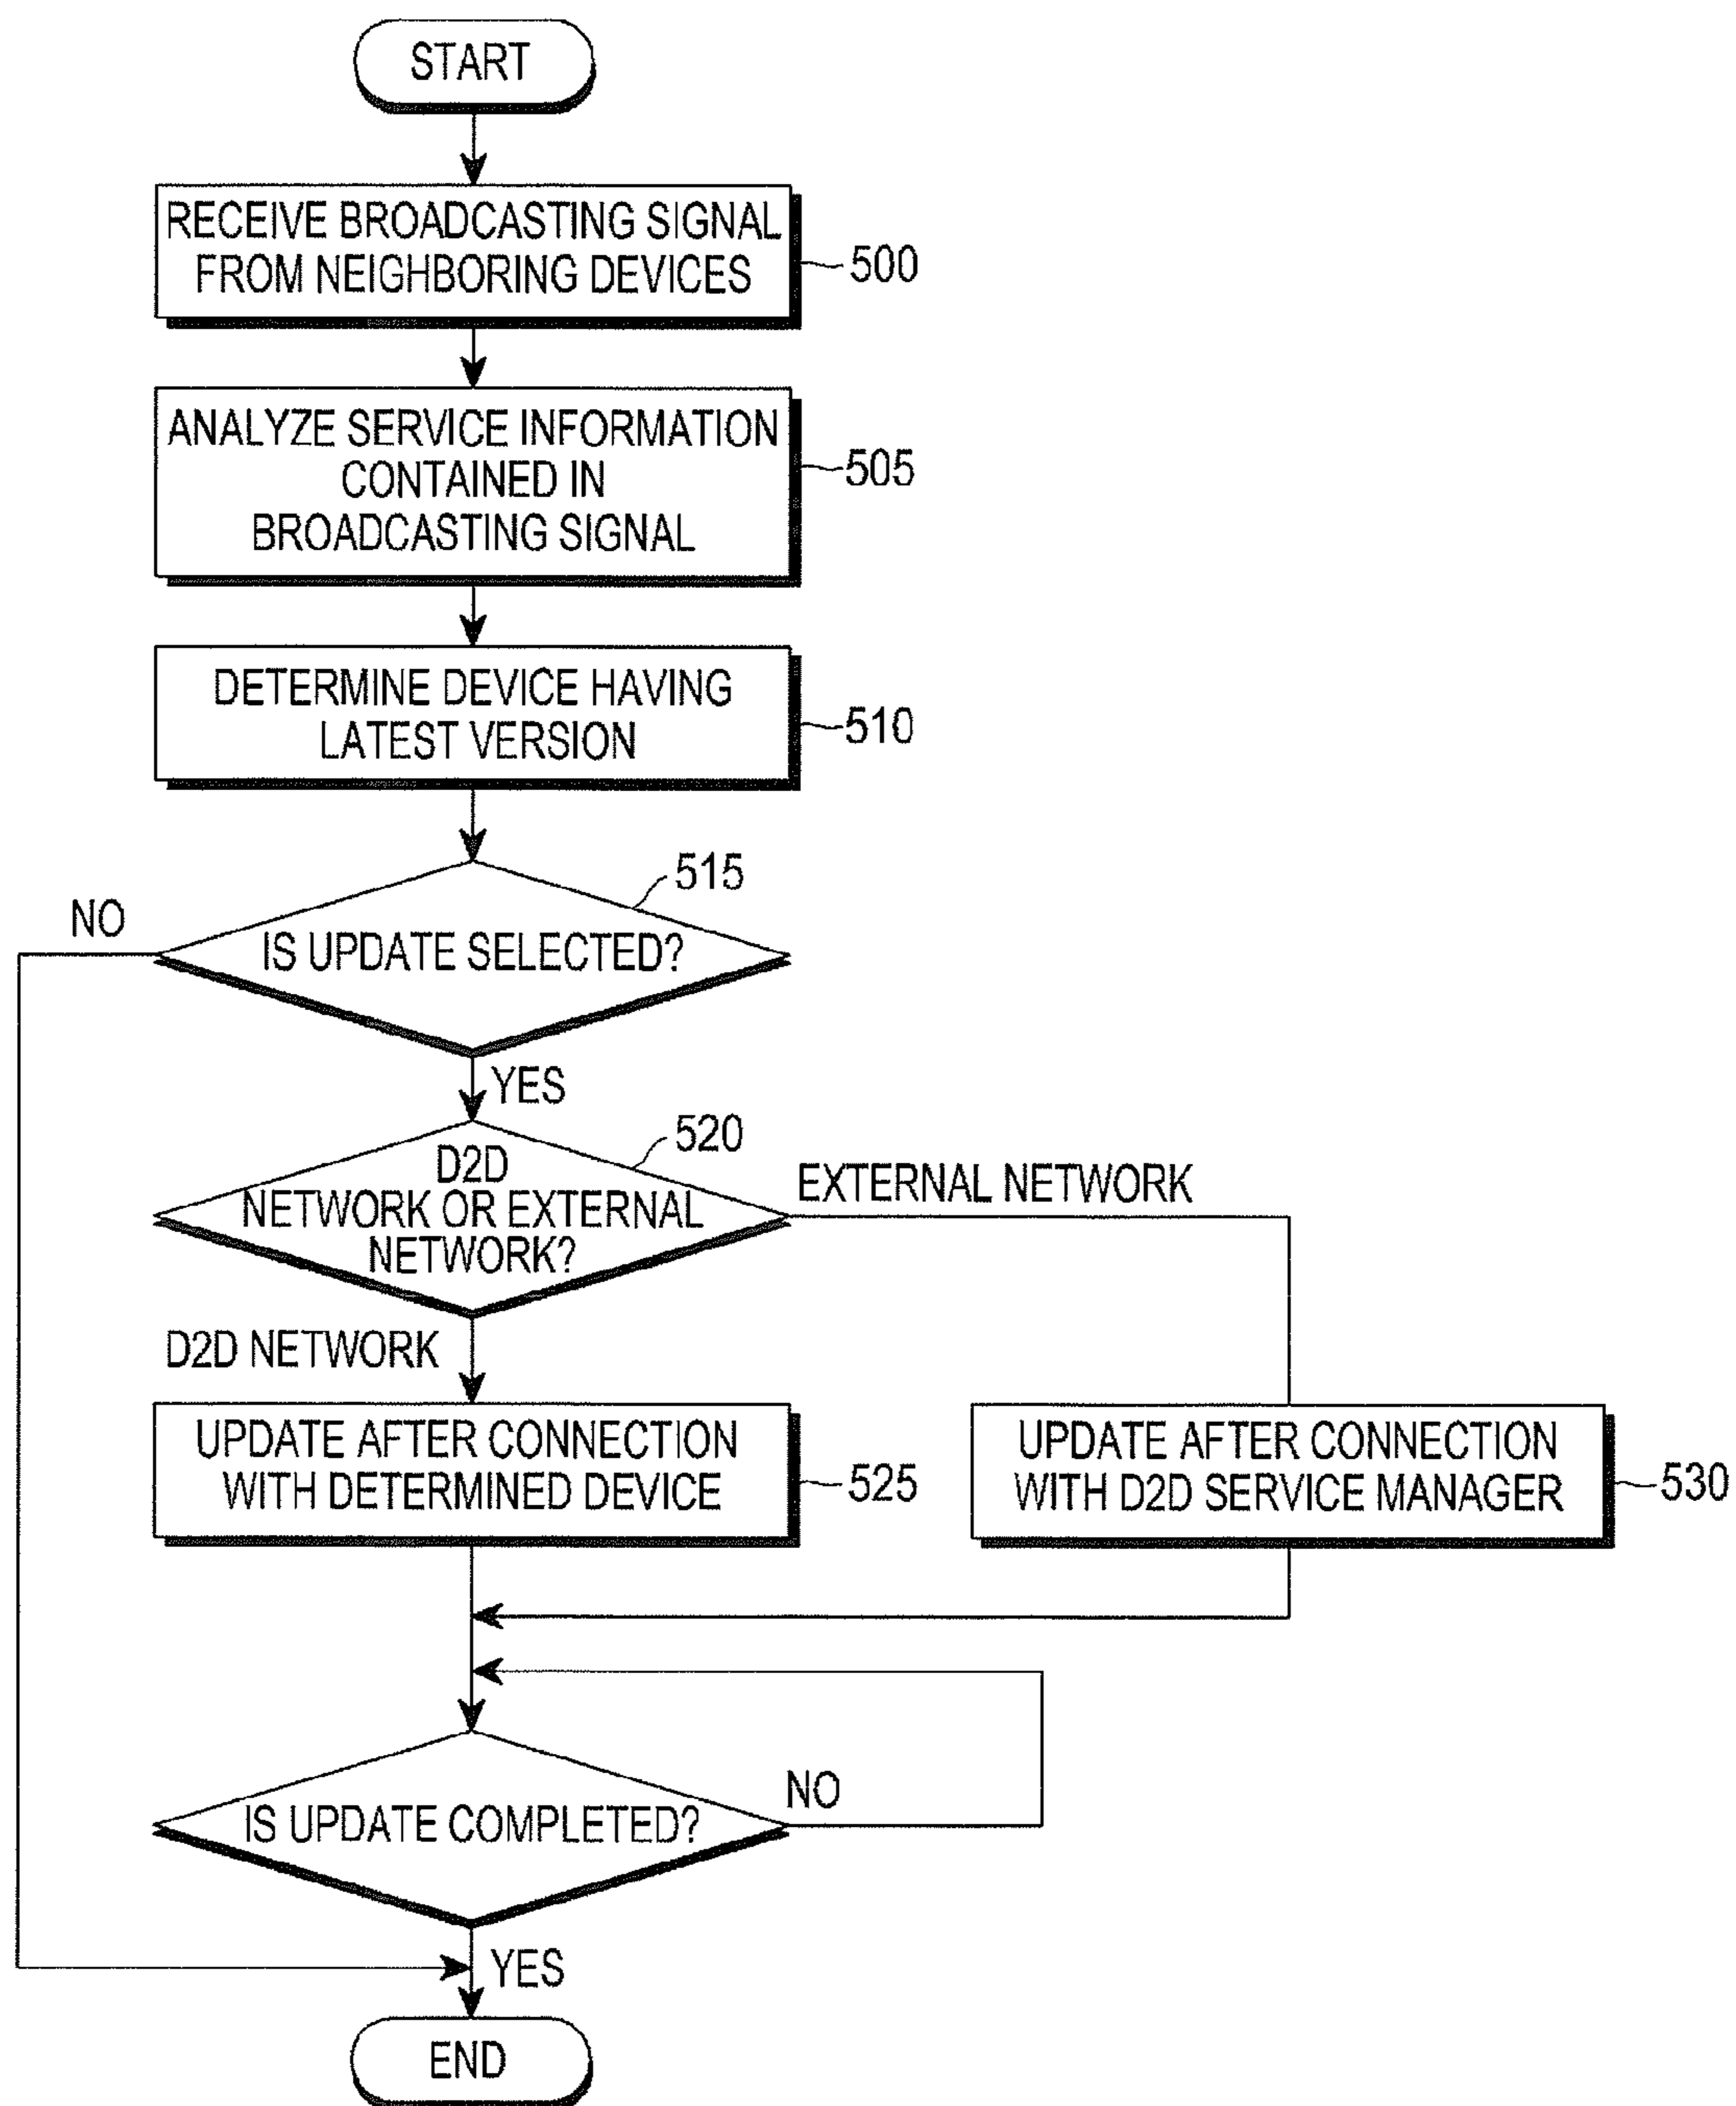 START
RECEIVE BROADCASTING SIGNAL
FROM NEIGHBORING DEVICES
500
ANALYZE SERVICE INFORMATION
CONTAINED IN
BROADCASTING SIGNAL
505
DETERMINE DEVICE HAVING
LATEST VERSION
510
515
NO
IS UPDATE SELECTED?
YES
520
D2D
NETWORK OR EXTERNAL
NETWORK?
EXTERNAL NETWORK
D2D NETWORK
UPDATE AFTER CONNECTION
WITH DETERMINED DEVICE
525
UPDATE AFTER CONNECTION
WITH D2D SERVICE MANAGER
530
IS UPDATE COMPLETED?
NO
YES
END